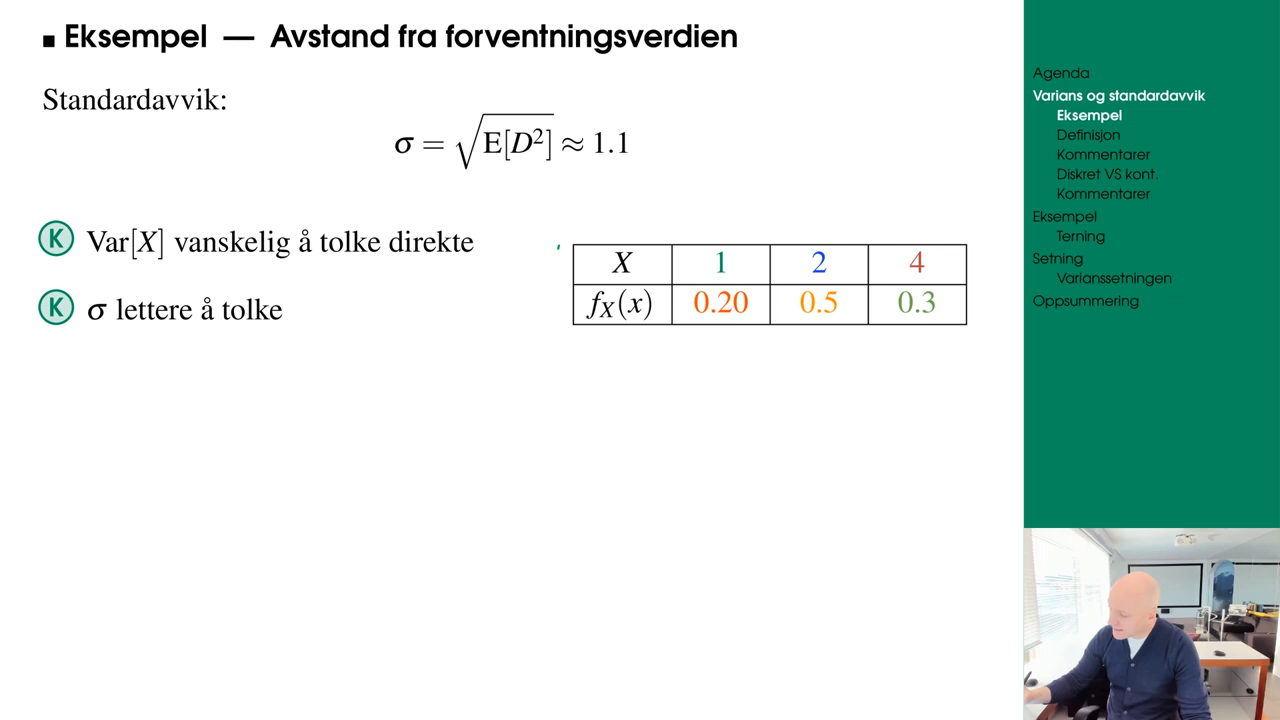 ▪ Eksempel — Avstand fra forventningsverdien
Standardavvik:
σ = √E[D²] ≈ 1.1
K Var[X] vanskelig å tolke direkte
K σ lettere å tolke
X 1 2 4
f_X(x) 0.20 0.5 0.3
Agenda
Varians og standardavvik
Eksempel
Definisjon
Kommentarer
Diskret VS kont.
Kommentarer
Eksempel
Terning
Setning
Varianssetningen
Oppsummering